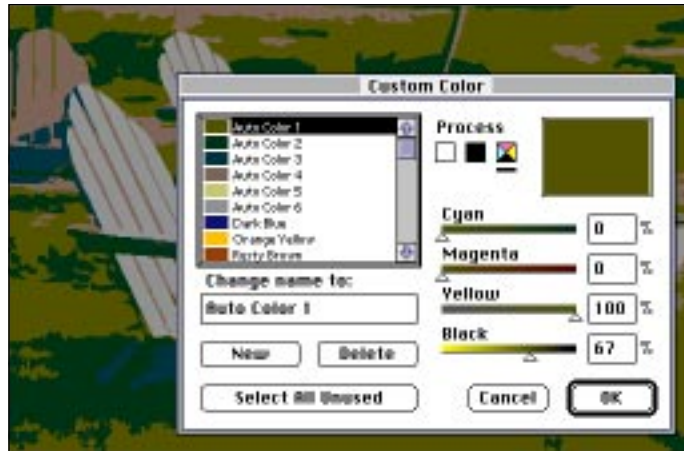 Custom Color
Auto Color 1
Auto Color 2
Auto Color 3
Auto Color 4
Auto Color 5
Auto Color 6
Dark Blue
Orange Yellow
Rusty Brown
Change name to:
Auto Color 1
New
Delete
Select All Unused
Process
Cyan
0 %
Magenta
0 %
Yellow
100 %
Black
67 %
Cancel
OK